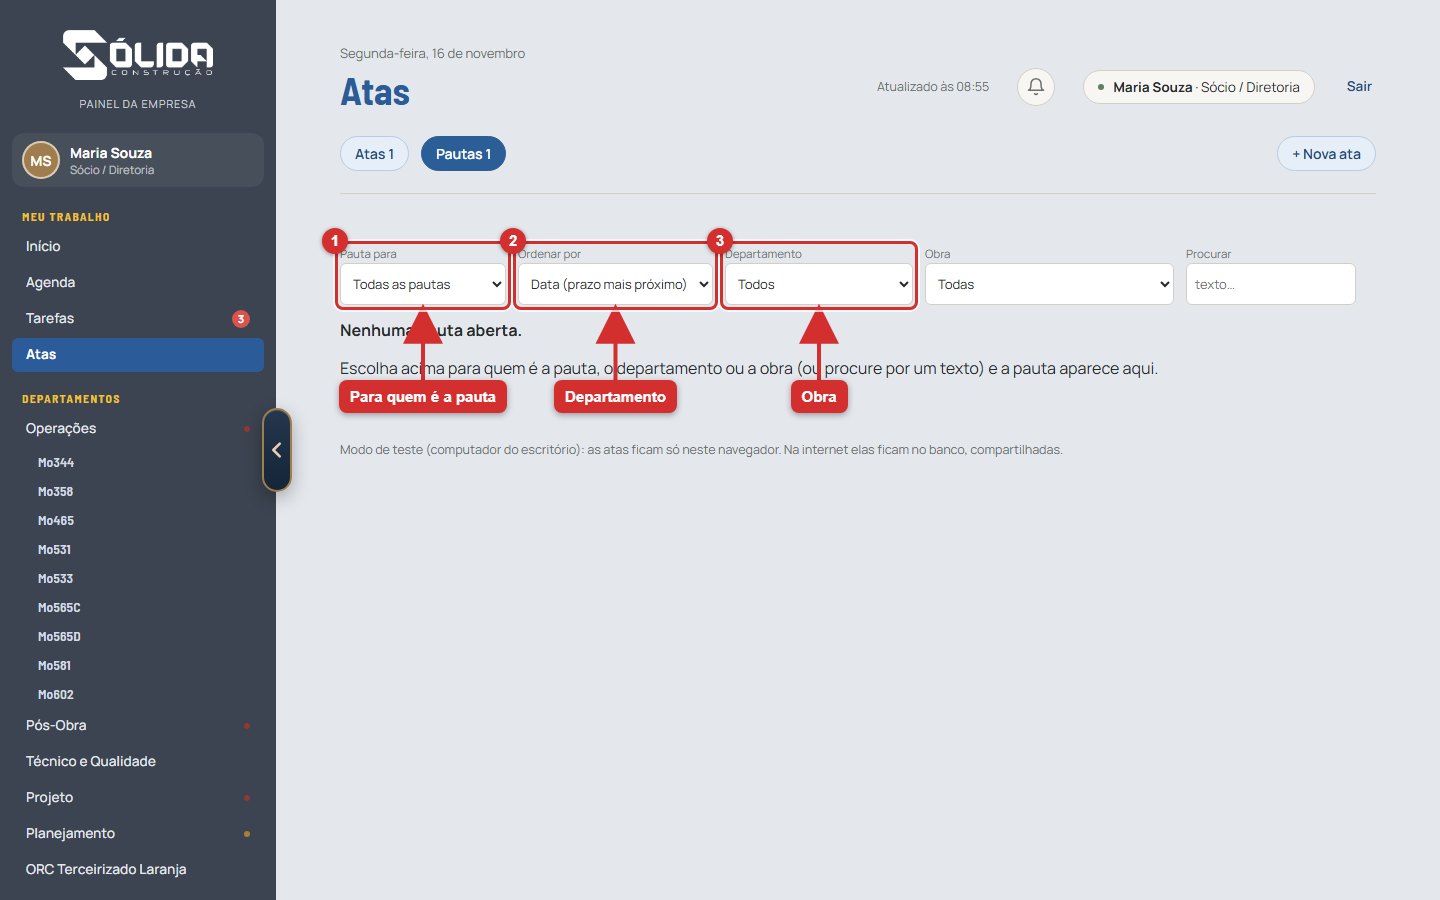 SÓLIDA
CONSTRUÇÃO
PAINEL DA EMPRESA
MS
Maria Souza
Sócio / Diretoria
MEU TRABALHO
Início
Agenda
Tarefas 3
Atas
DEPARTAMENTOS
Operações
Mo344
Mo358
Mo465
Mo531
Mo533
Mo565C
Mo565D
Mo581
Mo602
Pós-Obra
Técnico e Qualidade
Projeto
Planejamento
ORC Terceirizado Laranja
Segunda-feira, 16 de novembro
Atas
Atualizado às 08:55
Maria Souza · Sócio / Diretoria
Sair
Atas 1
Pautas 1
+ Nova ata
1 2 3
Pauta para
Ordenar por
Departamento
Obra
Procurar
Todas as pautas
Data (prazo mais próximo)
Todos
Todas
texto...
Nenhuma pauta aberta.
Escolha acima para quem é a pauta, o departamento ou a obra (ou procure por um texto) e a pauta aparece aqui.
Para quem é a pauta
Departamento
Obra
Modo de teste (computador do escritório): as atas ficam só neste navegador. Na internet elas ficam no banco, compartilhadas.